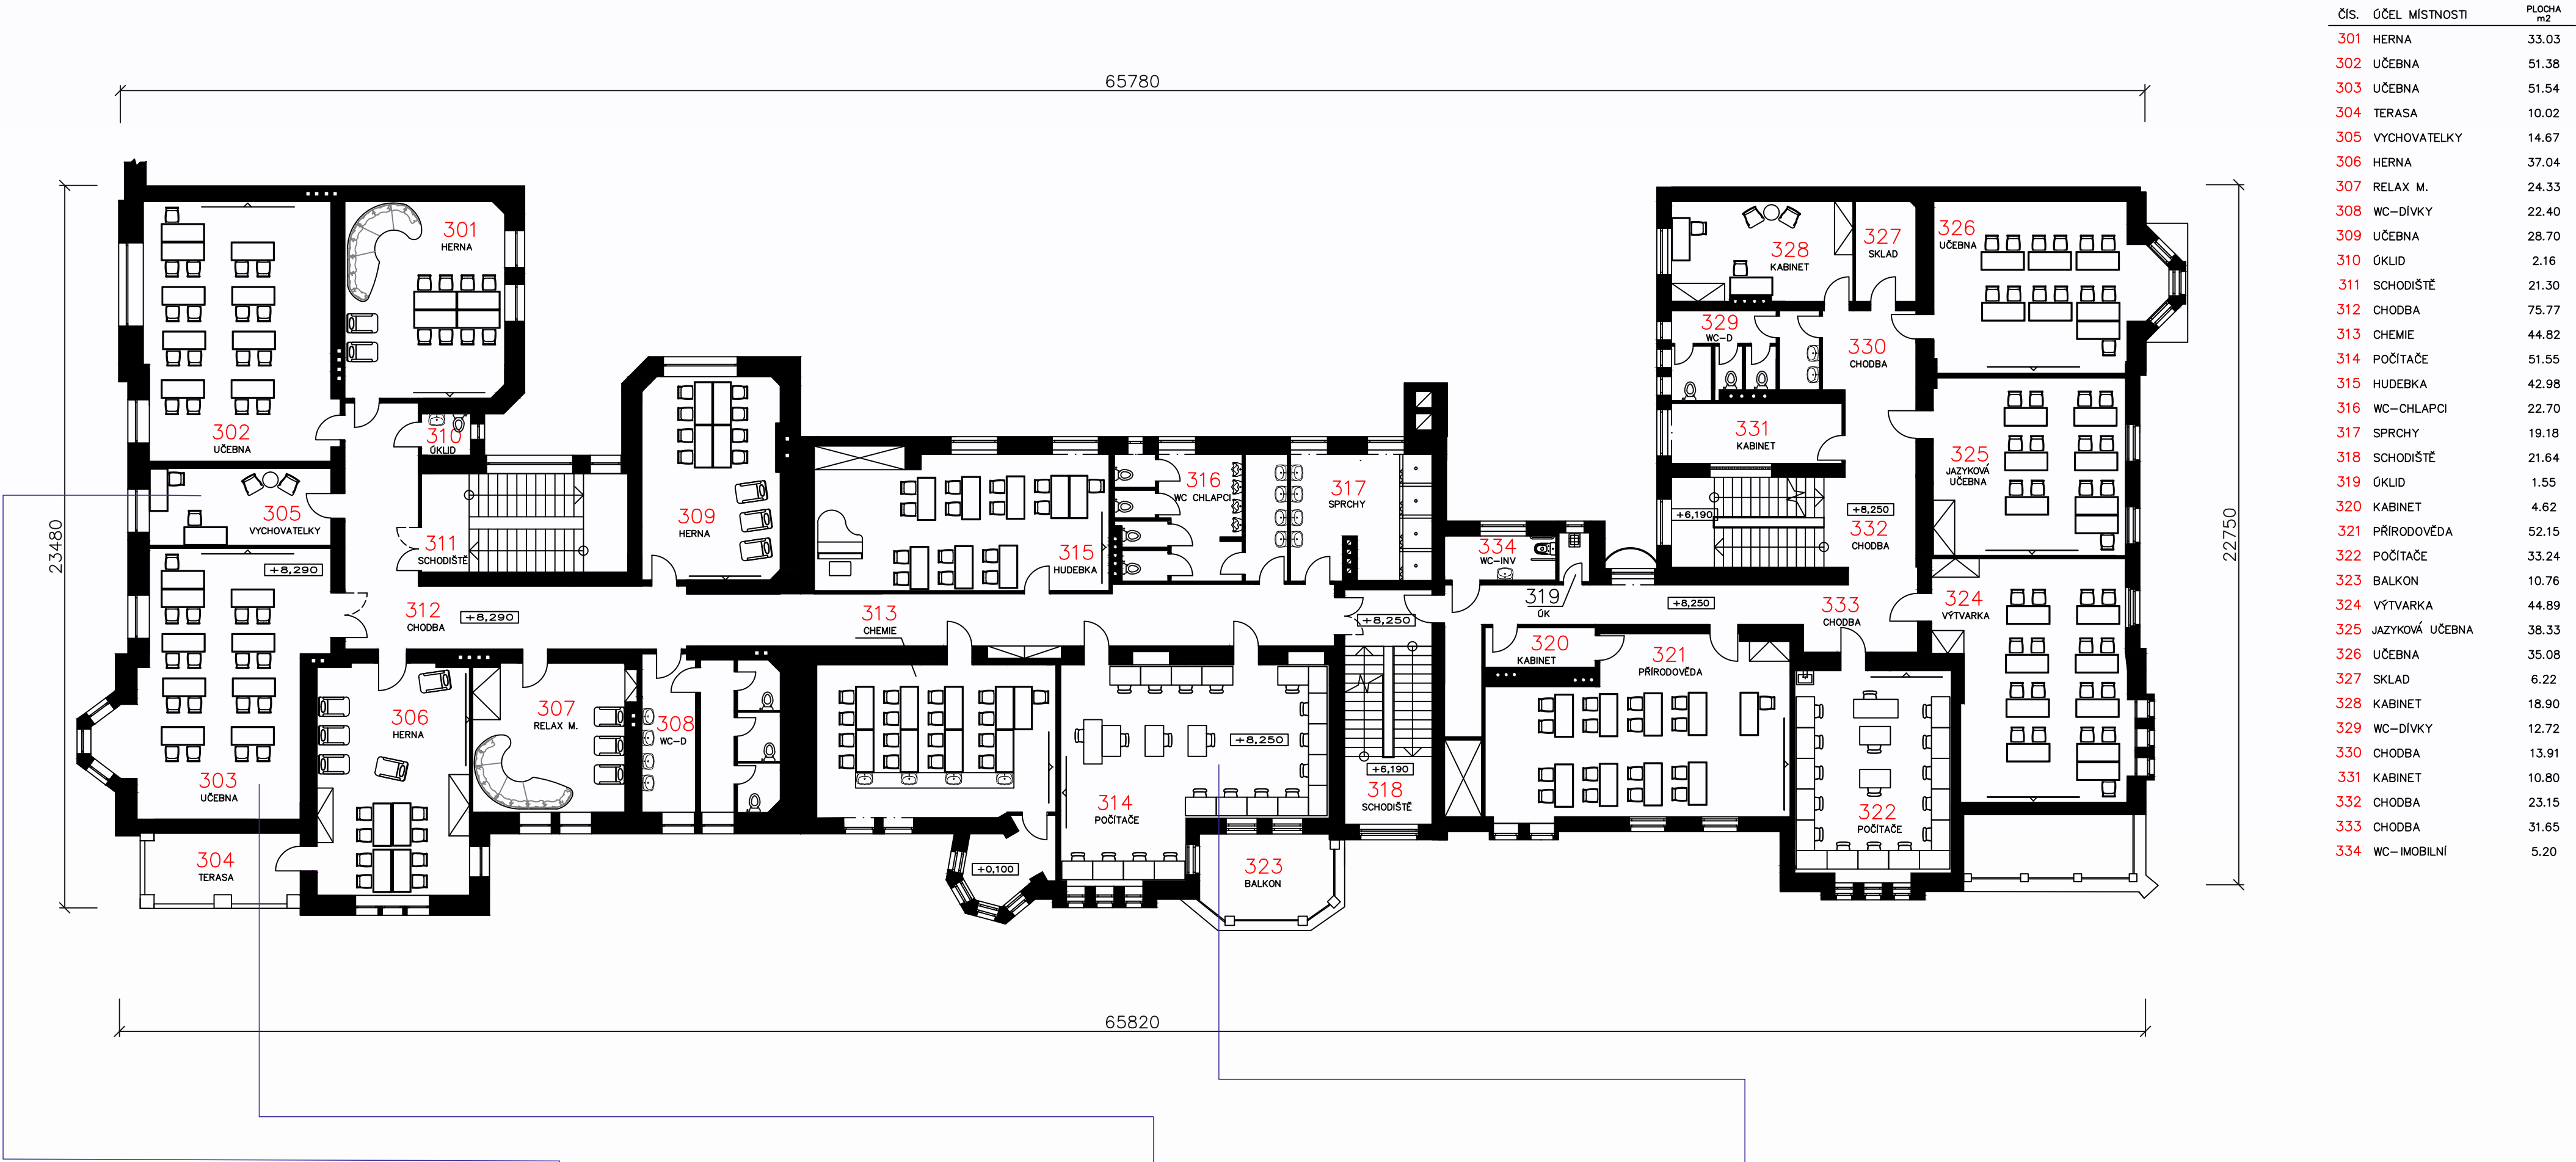 ČÍS. ÚČEL MÍSTNOSTI PLOCHA m2
301 HERNA 33.03
302 UČEBNA 51.38
303 UČEBNA 51.54
304 TERASA 10.02
305 VYCHOVATELKY 14.67
306 HERNA 37.04
307 RELAX M. 24.33
308 WC-DÍVKY 22.40
309 UČEBNA 28.70
310 ÚKLID 2.16
311 SCHODIŠTĚ 21.30
312 CHODBA 75.77
313 CHEMIE 44.82
314 POČÍTAČE 51.55
315 HUDEBKA 42.98
316 WC-CHLAPCI 22.70
317 SPRCHY 19.18
318 SCHODIŠTĚ 21.64
319 ÚKLID 1.55
320 KABINET 4.62
321 PŘÍRODOVĚDA 52.15
322 POČÍTAČE 33.24
323 BALKON 10.76
324 VÝTVARKA 44.89
325 JAZYKOVÁ UČEBNA 38.33
326 UČEBNA 35.08
327 SKLAD 6.22
328 KABINET 18.90
329 WC-DÍVKY 12.72
330 CHODBA 13.91
331 KABINET 10.80
332 CHODBA 23.15
333 CHODBA 31.65
334 WC-IMOBILNÍ 5.20
65780
23480
22750
65820
301
HERNA
302
UČEBNA
310
ÚKLID
305
VYCHOVATELKY
+8,290
311
SCHODIŠTĚ
309
HERNA
312
CHODBA
+8,290
303
UČEBNA
304
TERASA
306
HERNA
307
RELAX M.
308
WC-D
313
CHEMIE
315
HUDEBKA
316
WC CHLAPCI
317
SPRCHY
314
POČÍTAČE
+8,250
+0,100
323
BALKON
+8,250
+6,190
318
SCHODIŠTĚ
334
WC-INV
319
ÚK
+8,250
320
KABINET
321
PŘÍRODOVĚDA
333
CHODBA
322
POČÍTAČE
328
KABINET
327
SKLAD
326
UČEBNA
329
WC-D
330
CHODBA
331
KABINET
+6,190
+8,250
332
CHODBA
325
JAZYKOVÁ
UČEBNA
324
VÝTVARKA